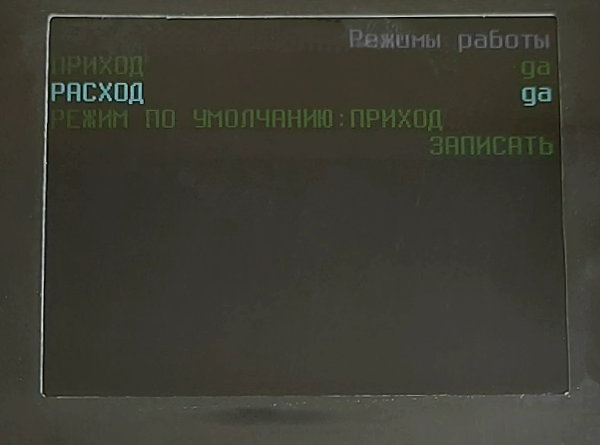 Режимы работы
ПРИХОД да
РАСХОД да
РЕЖИМ ПО УМОЛЧАНИЮ:ПРИХОД
ЗАПИСАТЬ